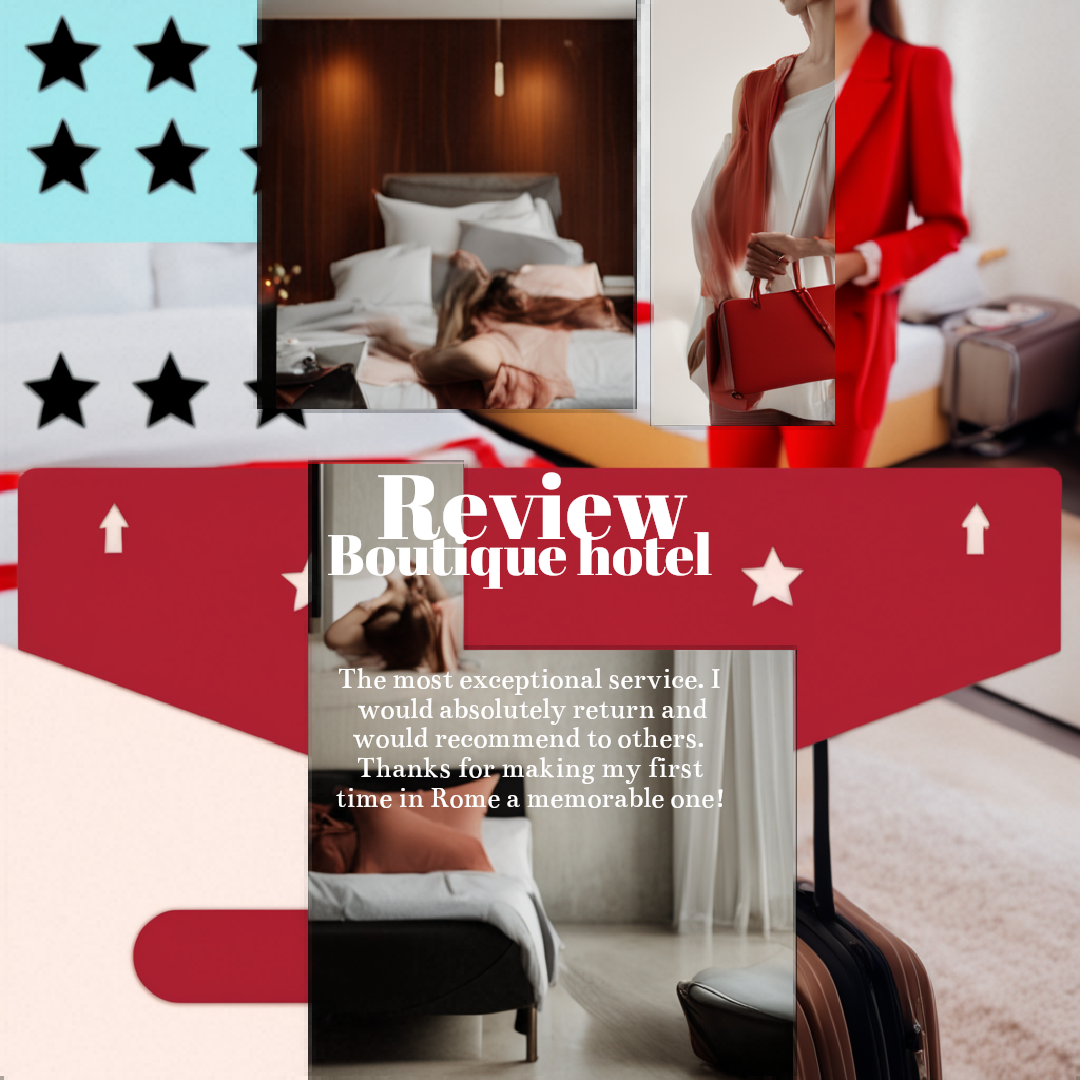 Review
Boutique hotel
The most exceptional service. I
would absolutely return and
would recommend to others.
Thanks for making my first
time in Rome a memorable one!